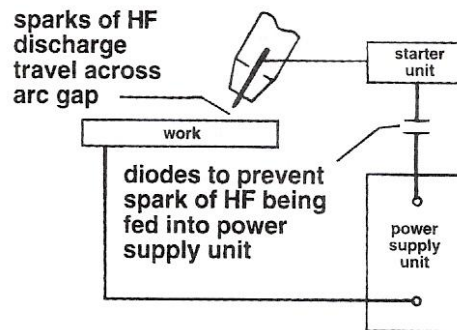 sparks of HF
discharge
travel across
arc gap
starter
unit
work
diodes to prevent
spark of HF being
fed into power
supply unit
power
supply
unit